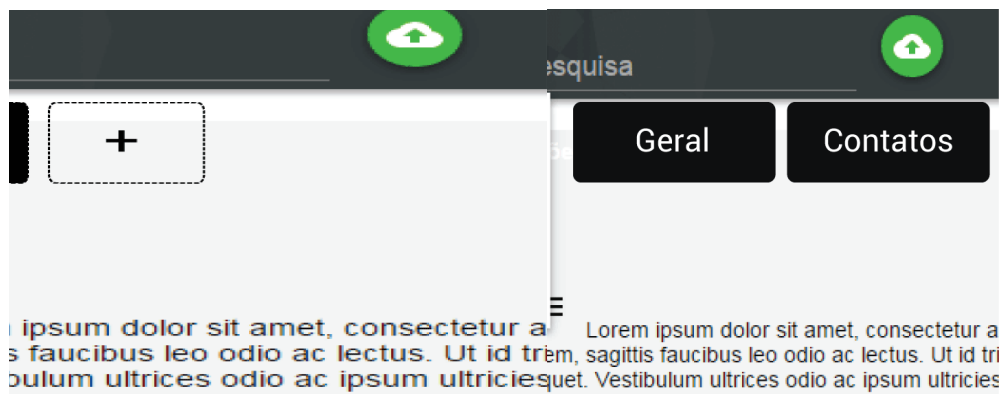 esquisa
+
Geral
Contatos
ipsum dolor sit amet, consectetur a
s faucibus leo odio ac lectus. Ut id tri
bulum ultrices odio ac ipsum ultricies
Lorem ipsum dolor sit amet, consectetur a
em, sagittis faucibus leo odio ac lectus. Ut id tri
quet. Vestibulum ultrices odio ac ipsum ultricies